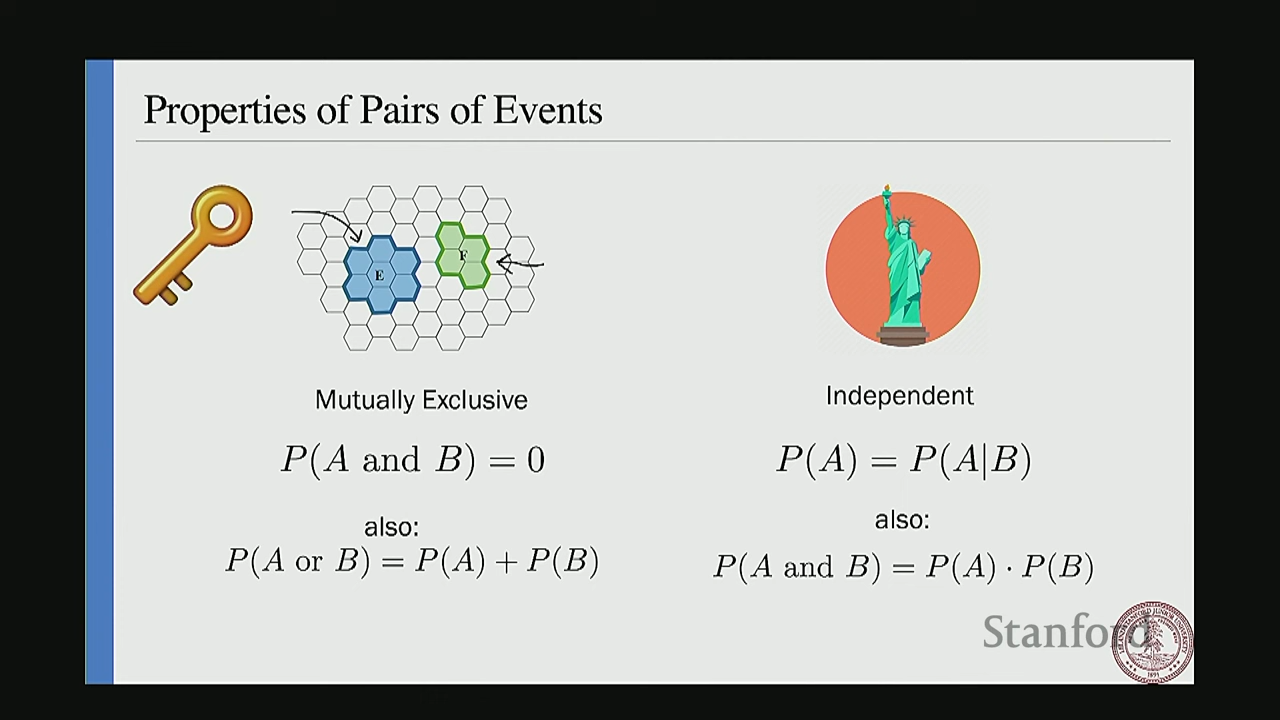 Properties of Pairs of Events
E
F
Mutually Exclusive
P(A and B) = 0
also:
P(A or B) = P(A) + P(B)
Independent
P(A) = P(A|B)
also:
P(A and B) = P(A) · P(B)
Stanford